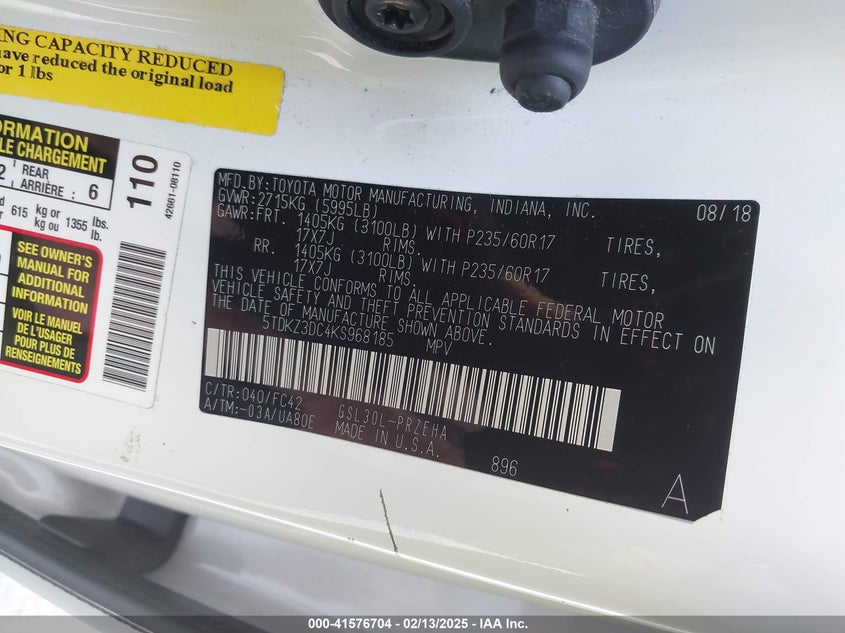 ING CAPACITY REDUCED
have reduced the original load
or 1 lbs
ORMATION
LE CHARGEMENT
2 REAR ARRIÈRE : 6
615 kg or kg ou 1355 lbs. lb.
SEE OWNER'S
MANUAL FOR
ADDITIONAL
INFORMATION
VOIR LE MANUEL
DE L'USAGER
POUR PLUS DE
RENSEIGNEMENTS
110
42661-08110
MFD.BY:TOYOTA MOTOR MANUFACTURING, INDIANA, INC. 08/18
GVWR:2715KG (5995LB)
GAWR:FRT. 1405KG (3100LB) WITH P235/60R17 TIRES,
17X7J RIMS.
RR. 1405KG (3100LB) WITH P235/60R17 TIRES,
17X7J RIMS.
THIS VEHICLE CONFORMS TO ALL APPLICABLE FEDERAL MOTOR
VEHICLE SAFETY AND THEFT PREVENTION STANDARDS IN EFFECT ON
THE DATE OF MANUFACTURE SHOWN ABOVE.
5TDKZ3DC4KS968185 MPV
C/TR:040/FC42 GSL30L-PRZEHA
A/TM:-03A/UA80E MADE IN U.S.A.
896
A
000-41576704 - 02/13/2025 - IAA Inc.